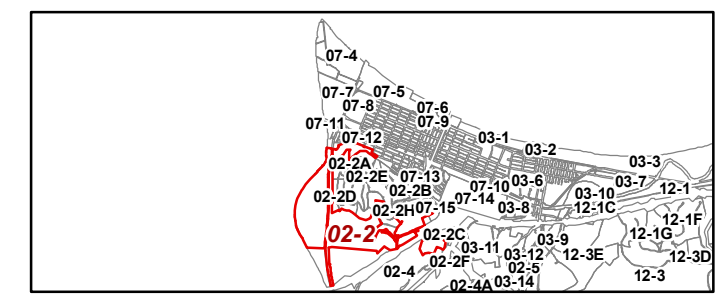 07-4
07-7 07-5
07-8 07-6
07-9
07-11
07-12 03-1
03-2
02-2A 03-3
02-2E 07-13
03-6 03-7
02-2B 07-10 03-10 12-1
02-2D 07-14
02-2H 07-15 03-8 12-1C
12-1F
02-2 02-2C 12-1G
03-9
03-11
03-12 12-3E 12-3D
02-2F
02-4 02-5 12-3
02-4A 03-14